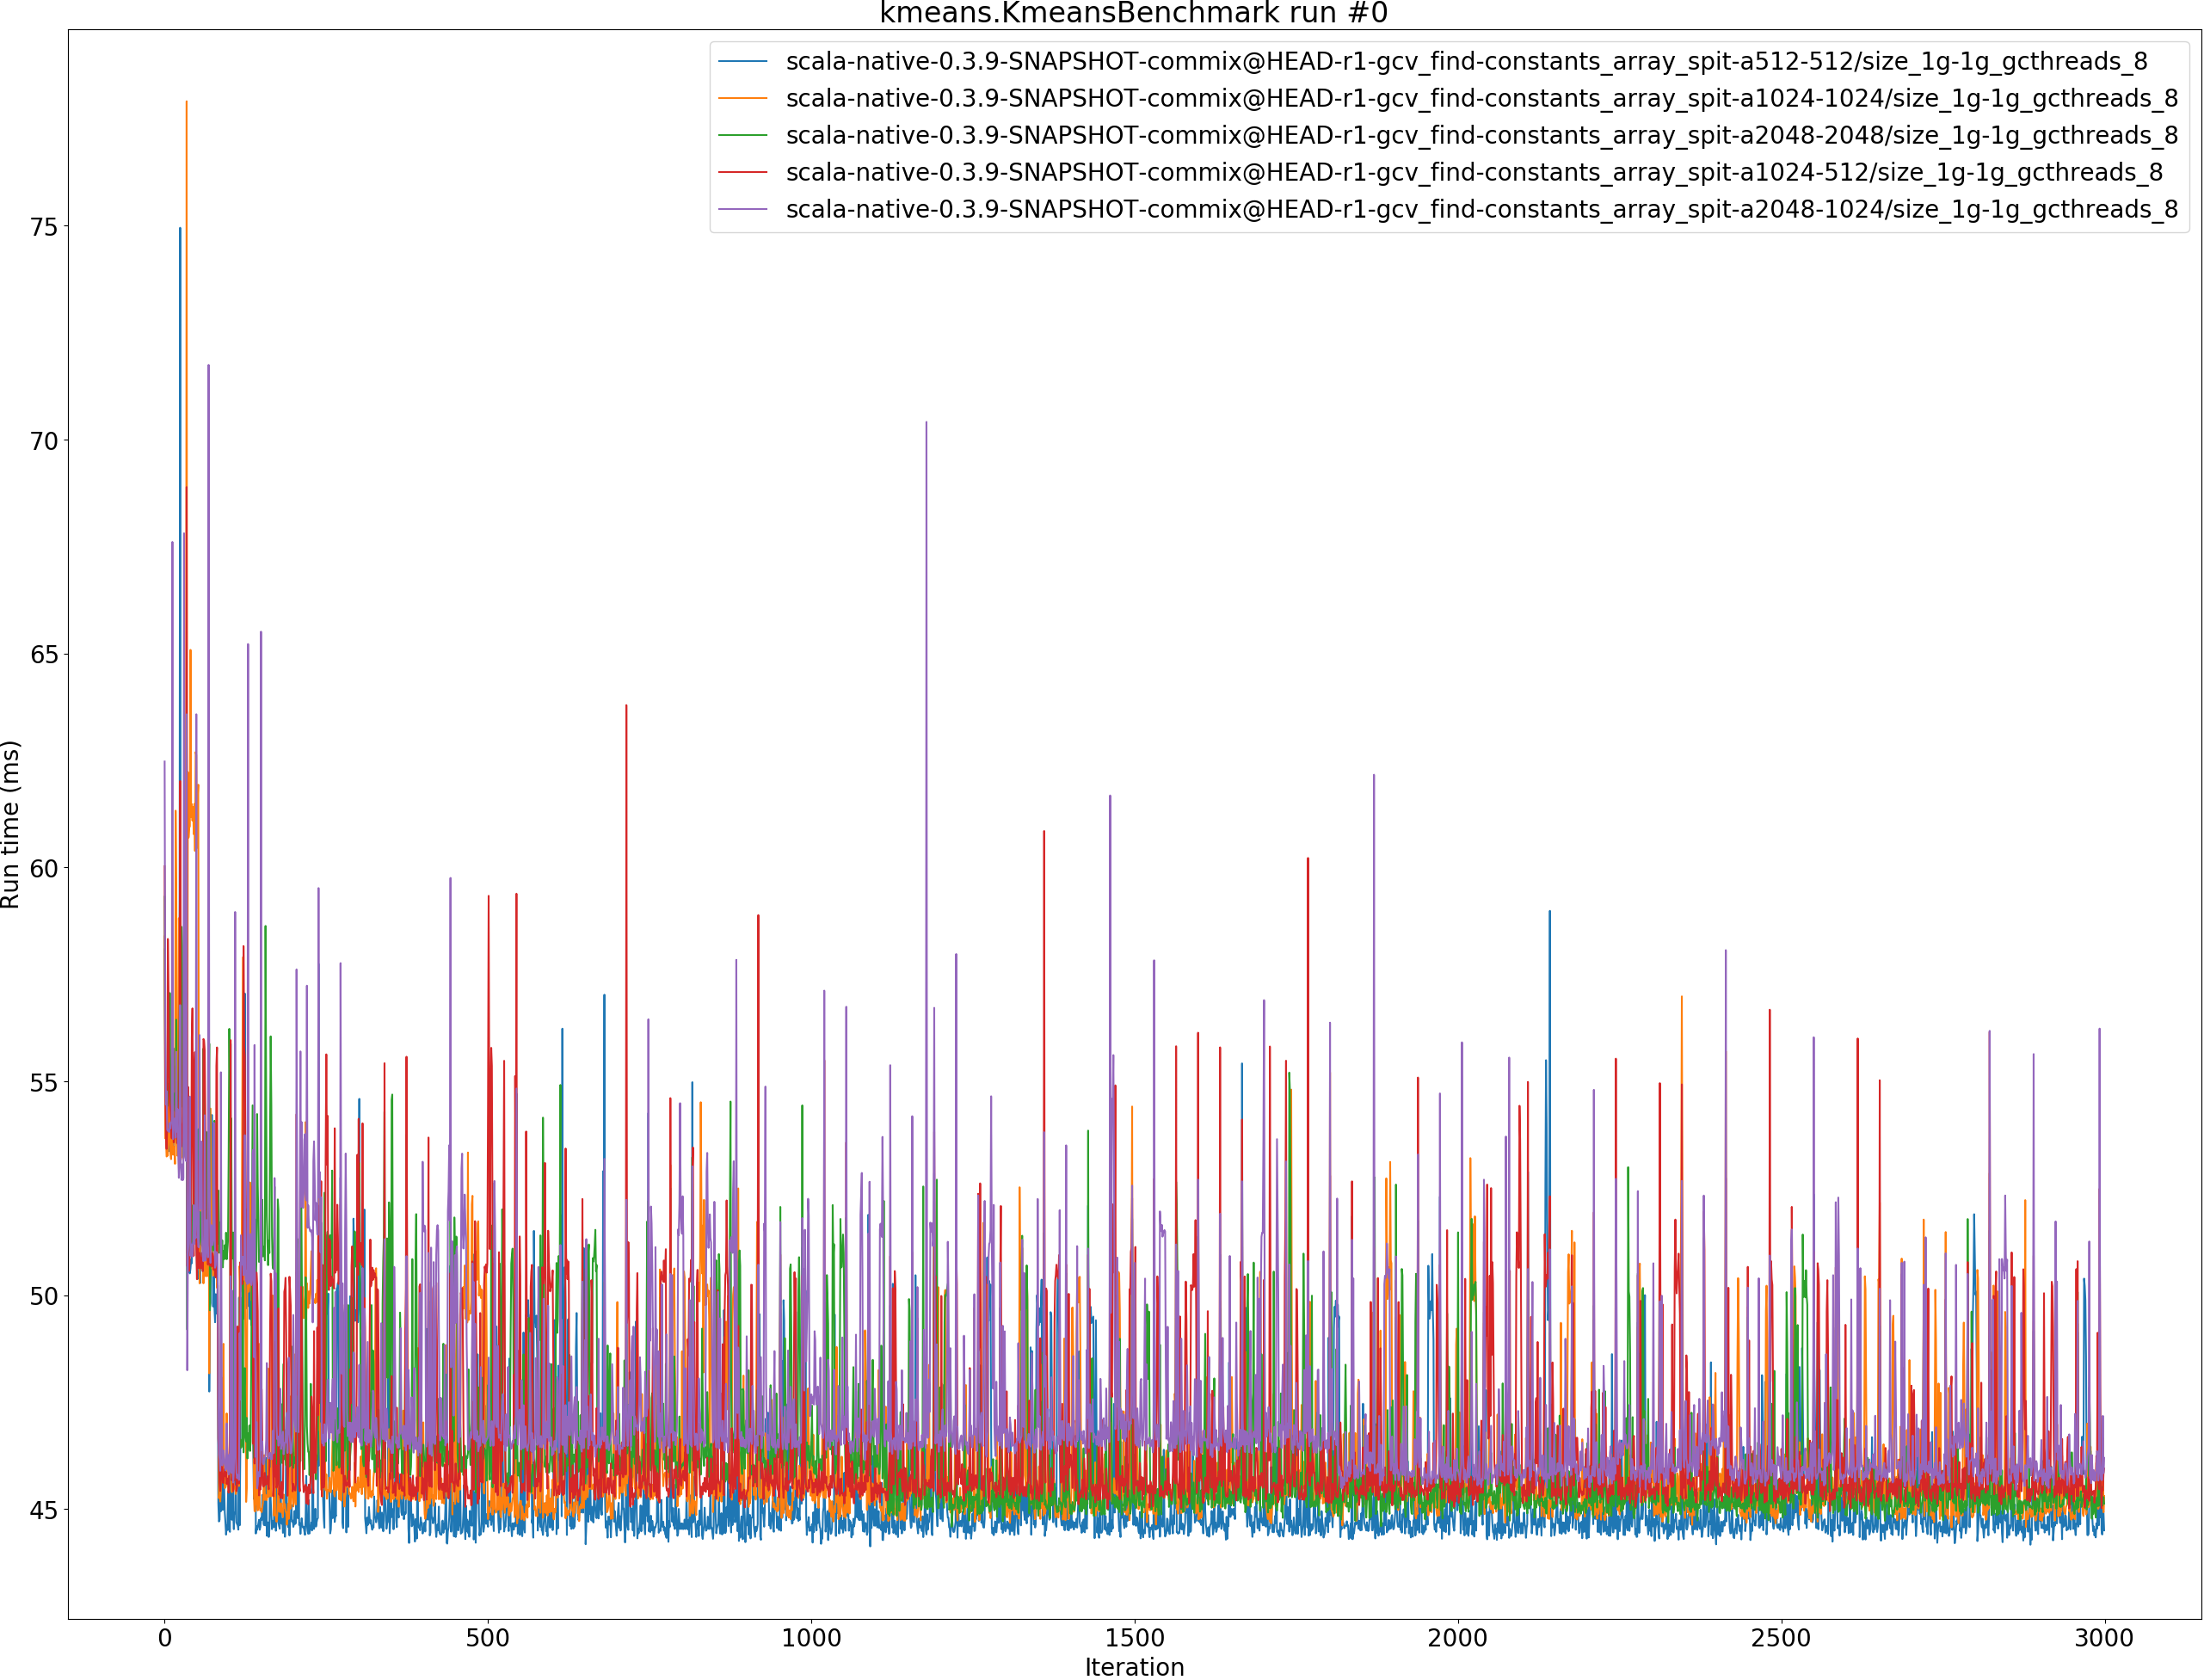 kmeans.KmeansBenchmark run #0
scala-native-0.3.9-SNAPSHOT-commix@HEAD-r1-gcv_find-constants_array_spit-a512-512/size_1g-1g_gcthreads_8
scala-native-0.3.9-SNAPSHOT-commix@HEAD-r1-gcv_find-constants_array_spit-a1024-1024/size_1g-1g_gcthreads_8
scala-native-0.3.9-SNAPSHOT-commix@HEAD-r1-gcv_find-constants_array_spit-a2048-2048/size_1g-1g_gcthreads_8
scala-native-0.3.9-SNAPSHOT-commix@HEAD-r1-gcv_find-constants_array_spit-a1024-512/size_1g-1g_gcthreads_8
scala-native-0.3.9-SNAPSHOT-commix@HEAD-r1-gcv_find-constants_array_spit-a2048-1024/size_1g-1g_gcthreads_8
75
70
65
60
55
50
45
Run time (ms)
0 500 1000 1500 2000 2500 3000
Iteration